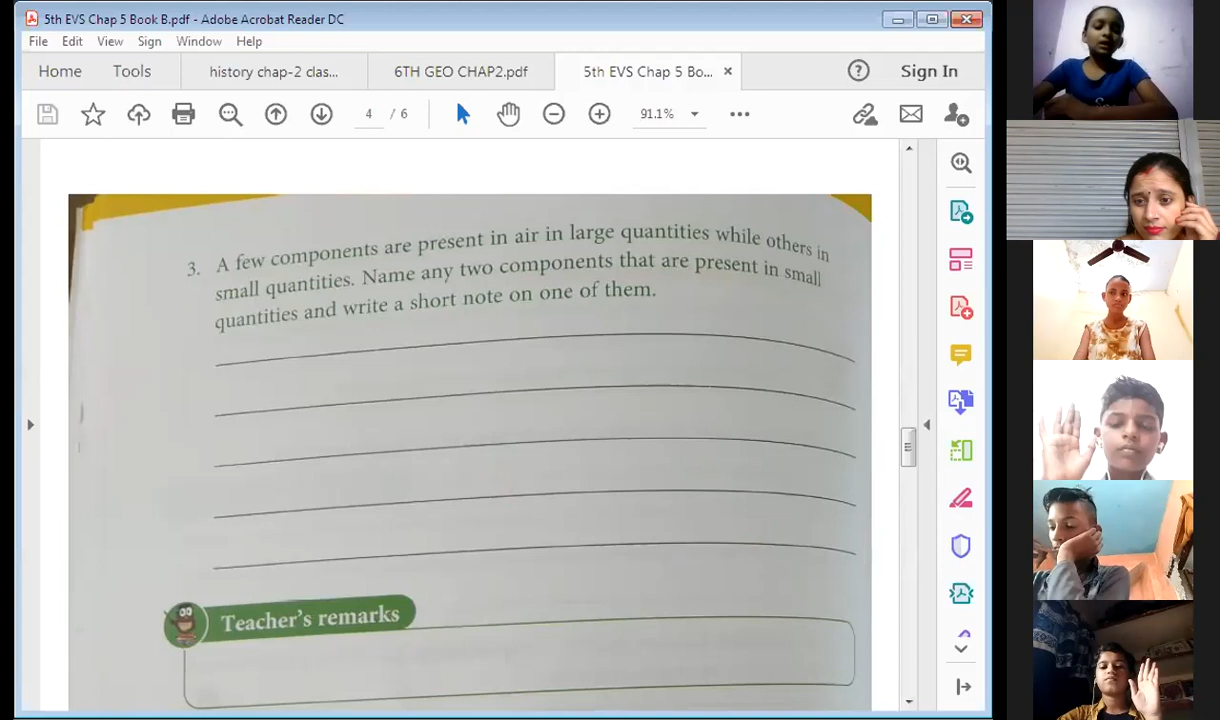 5th EVS Chap 5 Book B.pdf - Adobe Acrobat Reader DC
File Edit View Sign Window Help
Home Tools history chap-2 clas... 6TH GEO CHAP2.pdf 5th EVS Chap 5 Bo... × Sign In
4 / 6 91.1%
3. A few components are present in air in large quantities while others in
small quantities. Name any two components that are present in small
quantities and write a short note on one of them.
Teacher's remarks